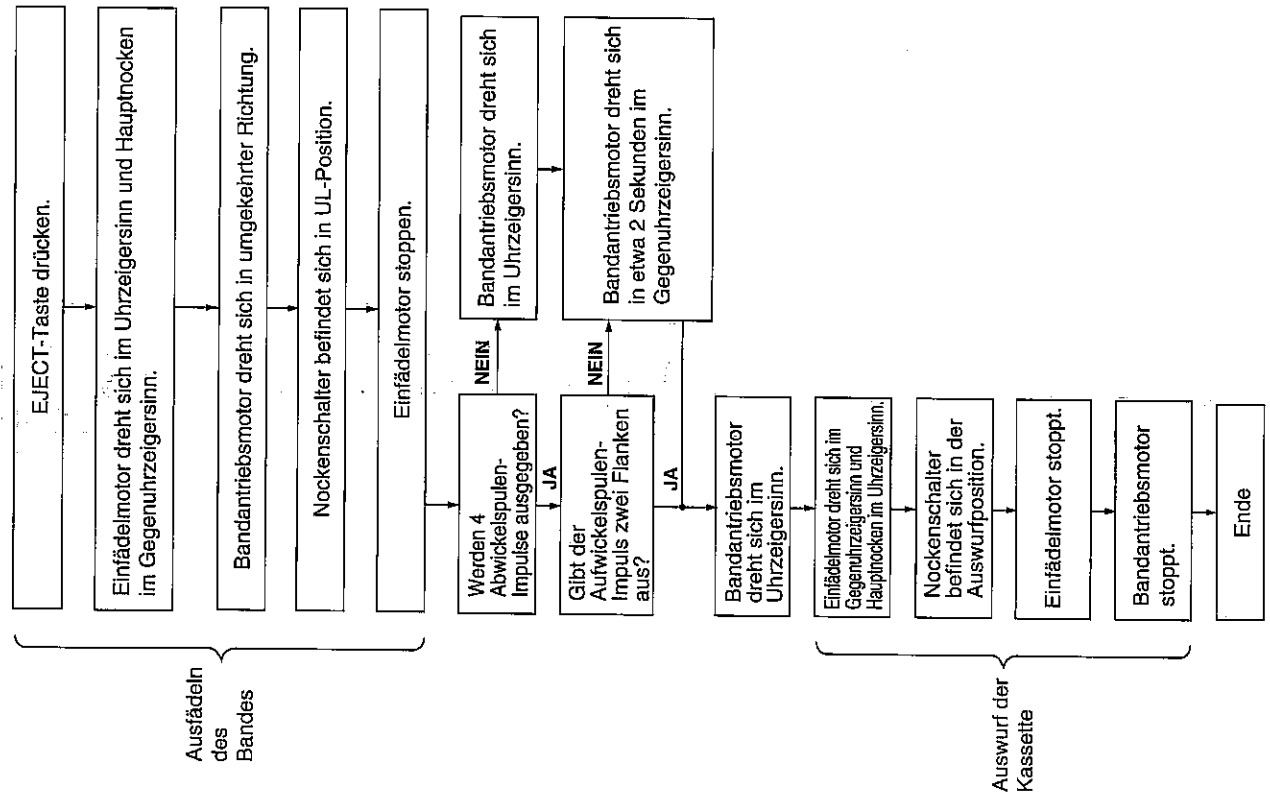 EJECT-Taste drücken.
Einfädelmotor dreht sich im Uhrzeigersinn und Hauptnocken
im Gegenuhrzeigersinn.
Bandantriebsmotor dreht sich in umgekehrter Richtung.
Nockenschalter befindet sich in UL-Position.
Einfädelmotor stoppen.
Ausfädeln
des
Bandes
Werden 4
Abwickelspulen-
Impulse ausgegeben?
NEIN
Bandantriebsmotor dreht sich
im Uhrzeigersinn.
JA
Gibt der
Aufwickelspulen-
Impuls zwei Flanken
aus?
NEIN
Bandantriebsmotor dreht sich
in etwa 2 Sekunden im
Gegenuhrzeigersinn.
JA
Bandantriebsmotor
dreht sich im
Uhrzeigersinn.
Einfädelmotor dreht sich im
Gegenuhrzeigersinn und
Hauptnocken im Uhrzeigersinn.
Nockenschalter
befindet sich in der
Auswurfposition.
Einfädelmotor stoppt.
Bandantriebsmotor
stoppt.
Auswurf der
Kassette
Ende